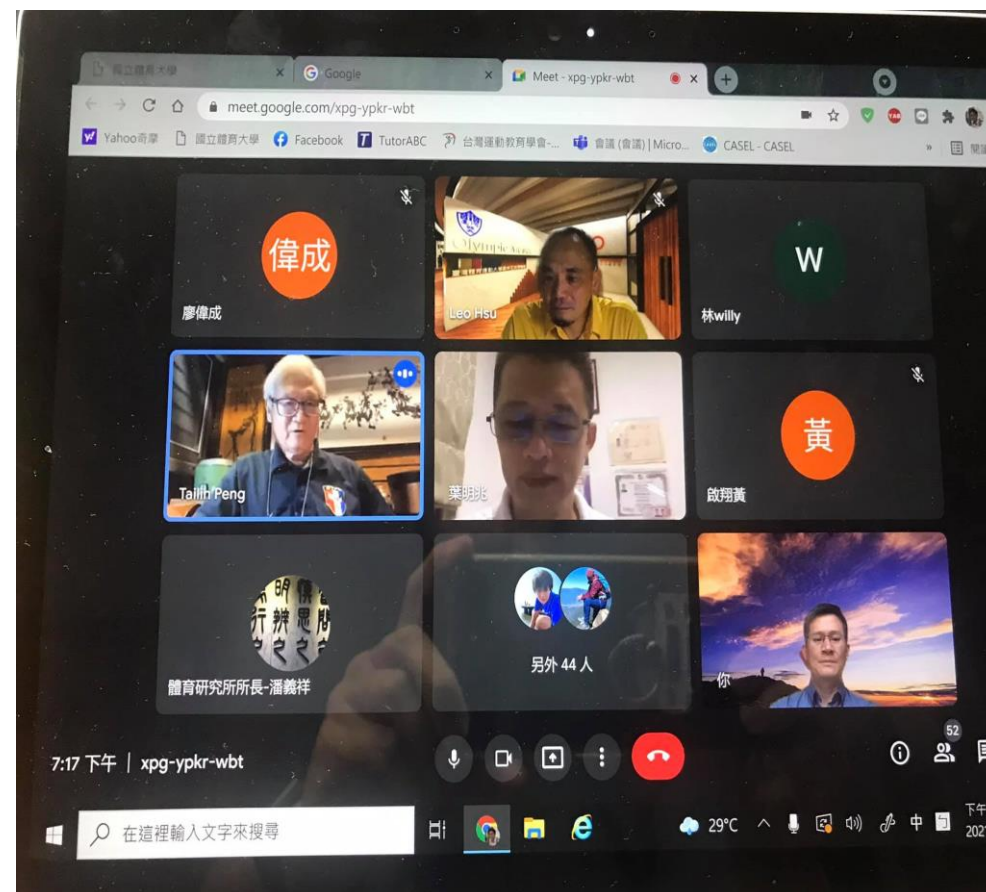 國立體育大學
Google
Meet - xpg-ypkr-wbt
meet.google.com/xpg-ypkr-wbt
Yahoo奇摩
國立體育大學
Facebook
TutorABC
台灣運動教育學會-...
會議 (會議) | Micro...
CASEL - CASEL
»
偉成
廖偉成
Olympic
Leo Hsu
W
林willy
Tailih Peng
葉明兆
黃
啟翔黃
體育研究所所長-潘義祥
另外 44 人
你
7:17 下午 | xpg-ypkr-wbt
52
在這裡輸入文字來搜尋
29°C
中
下午
202